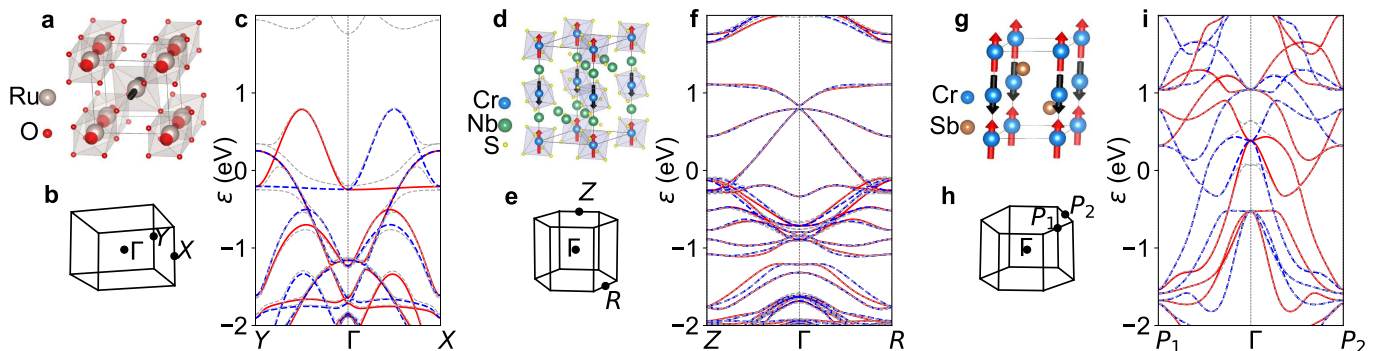 a
Ru
O
b
Γ
Y
X
c
ε (eV)
1
0
−1
−2
Y Γ X
d
Cr
Nb
S
e
Z
Γ
R
f
ε (eV)
1
0
−1
−2
Z Γ R
g
Cr
Sb
h
P1
P2
Γ
i
ε (eV)
1
0
−1
−2
P1 Γ P2